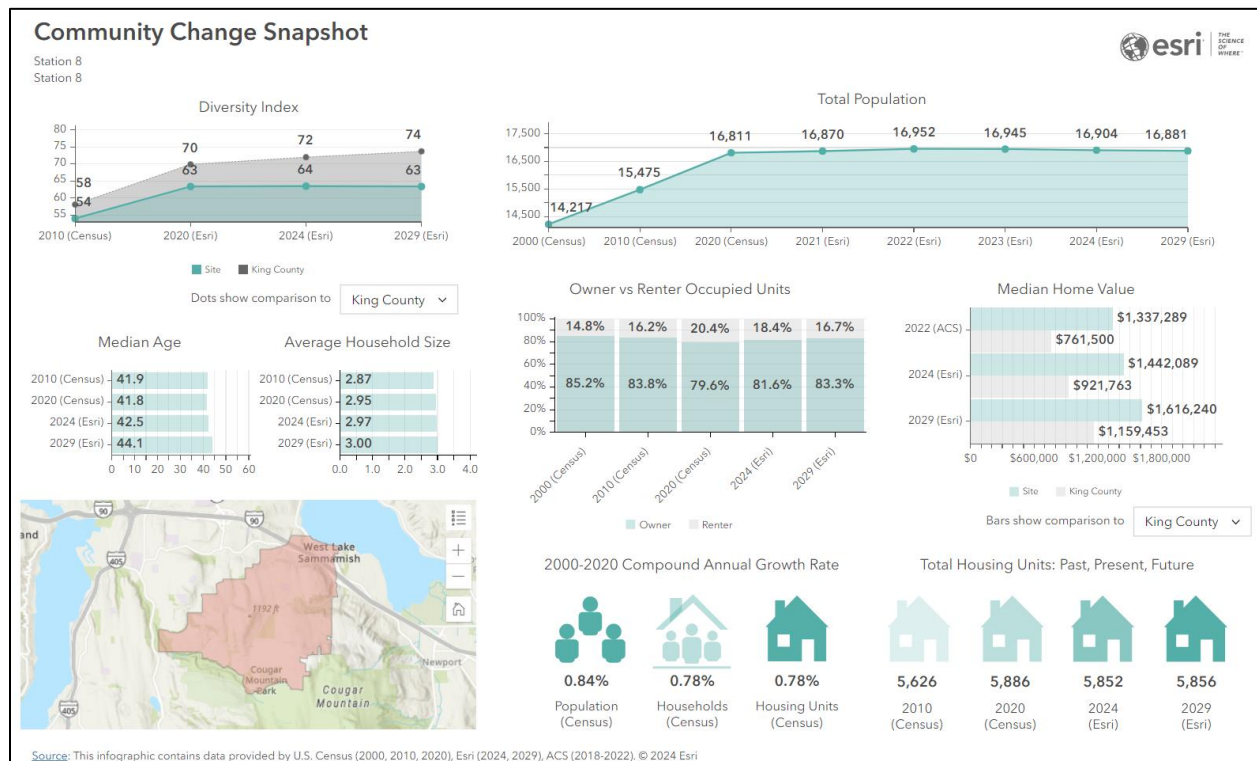 Community Change Snapshot
Station 8
Station 8
esri THE SCIENCE OF WHERE™
Diversity Index
80
75
70
65
60
55
58
54
70
63
72
64
74
63
2010 (Census) 2020 (Esri) 2024 (Esri) 2029 (Esri)
Site King County
Dots show comparison to King County
Total Population
17,500
16,500
15,500
14,500
14,217 15,475 16,811 16,870 16,952 16,945 16,904 16,881
2000 (Census) 2010 (Census) 2020 (Census) 2021 (Esri) 2022 (Esri) 2023 (Esri) 2024 (Esri) 2029 (Esri)
Median Age
2010 (Census) 41.9
2020 (Census) 41.8
2024 (Esri) 42.5
2029 (Esri) 44.1
0 10 20 30 40 50 60
Average Household Size
2010 (Census) 2.87
2020 (Census) 2.95
2024 (Esri) 2.97
2029 (Esri) 3.00
0.0 1.0 2.0 3.0 4.0
Owner vs Renter Occupied Units
100%
80%
60%
40%
20%
0%
14.8% 16.2% 20.4% 18.4% 16.7%
85.2% 83.8% 79.6% 81.6% 83.3%
2000 (Census) 2010 (Census) 2020 (Census) 2024 (Esri) 2029 (Esri)
Owner Renter
Median Home Value
2022 (ACS) $1,337,289
$761,500
2024 (Esri) $1,442,089
$921,763
2029 (Esri) $1,616,240
$1,159,453
$0 $600,000 $1,200,000 $1,800,000
Site King County
Bars show comparison to King County
and
405
90
90
West Lake
Sammamish
1192 ft
Cougar
Mountain
Park
Cougar
Mountain
Newport
405
2000-2020 Compound Annual Growth Rate
0.84% 0.78% 0.78%
Population (Census)
Households (Census)
Housing Units (Census)
Total Housing Units: Past, Present, Future
5,626 5,886 5,852 5,856
2010 (Census)
2020 (Census)
2024 (Esri)
2029 (Esri)
Source: This infographic contains data provided by U.S. Census (2000, 2010, 2020), Esri (2024, 2029), ACS (2018-2022). © 2024 Esri